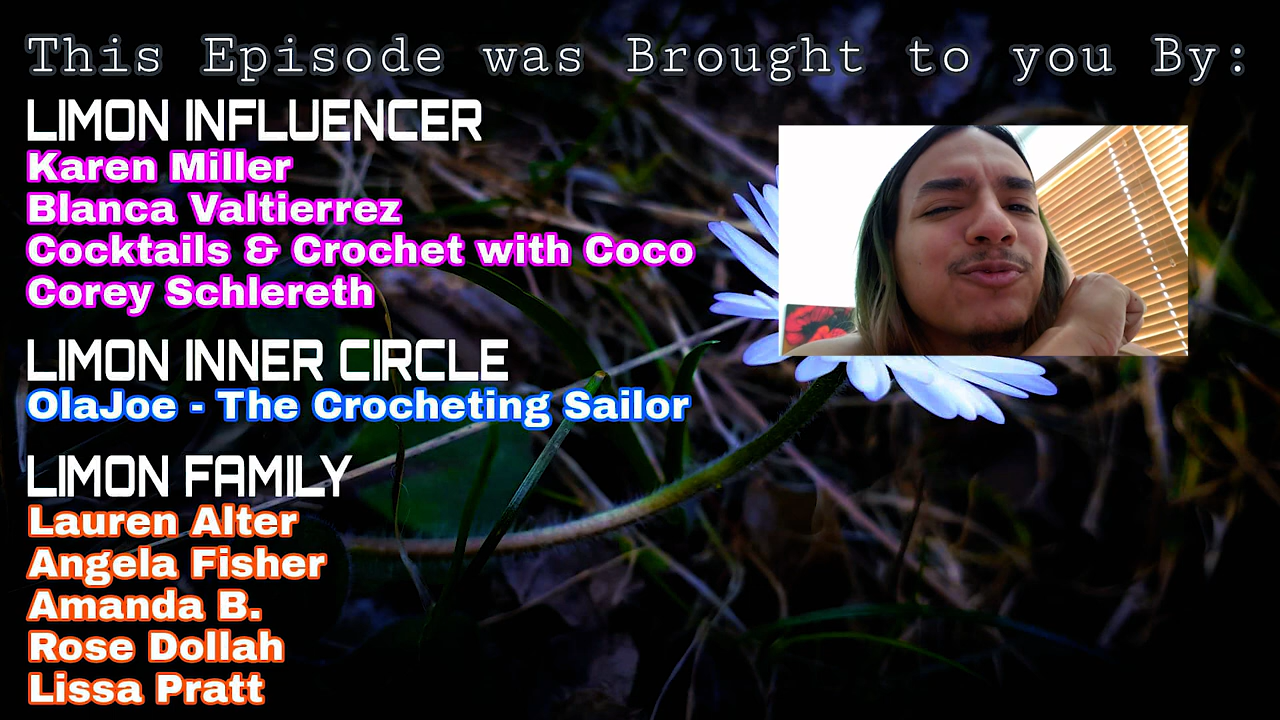 This Episode was Brought to you By:
LIMON INFLUENCER
Karen Miller
Blanca Valtierrez
Cocktails & Crochet with Coco
Corey Schlereth
LIMON INNER CIRCLE
OlaJoe - The Crocheting Sailor
LIMON FAMILY
Lauren Alter
Angela Fisher
Amanda B.
Rose Dollah
Lissa Pratt